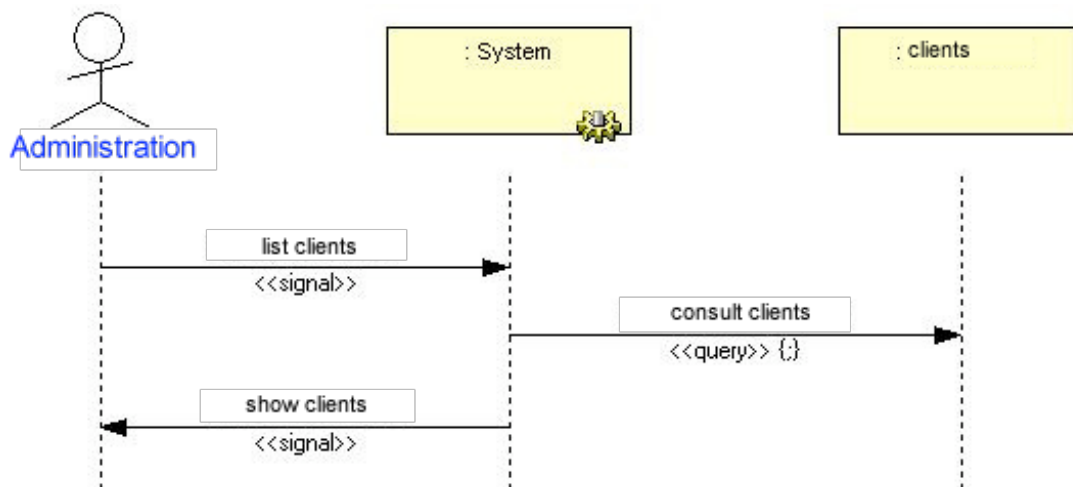 : System
: clients
Administration
list clients
<<signal>>
consult clients
<<query>> {;}
show clients
<<signal>>